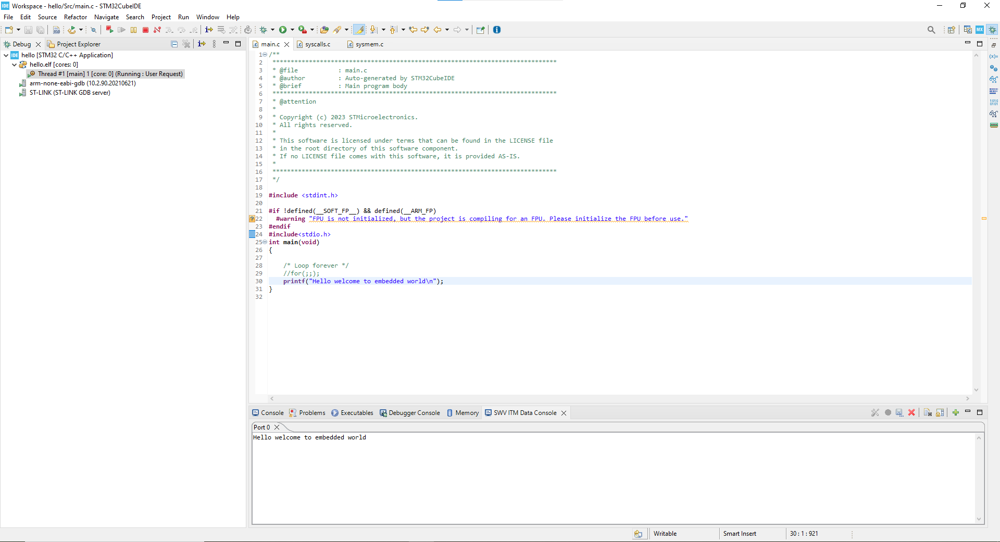 IDE Workspace - hello/Src/main.c - STM32CubeIDE
File Edit Source Refactor Navigate Search Project Run Window Help
010
MX
Debug Project Explorer
IDE hello [STM32 C/C++ Application]
hello.elf [cores: 0]
Thread #1 [main] 1 [core: 0] (Running : User Request)
arm-none-eabi-gdb (10.2.90.20210621)
ST-LINK (ST-LINK GDB server)
main.c syscalls.c sysmem.c
1 /**
2 ******************************************************************************
3 * @file           : main.c
4 * @author         : Auto-generated by STM32CubeIDE
5 * @brief          : Main program body
6 ******************************************************************************
7 * @attention
8 *
9 * Copyright (c) 2023 STMicroelectronics.
10 * All rights reserved.
11 *
12 * This software is licensed under terms that can be found in the LICENSE file
13 * in the root directory of this software component.
14 * If no LICENSE file comes with this software, it is provided AS-IS.
15 *
16 ******************************************************************************
17 */
18
19 #include <stdint.h>
20
21 #if !defined(__SOFT_FP__) && defined(__ARM_FP)
22   #warning "FPU is not initialized, but the project is compiling for an FPU. Please initialize the FPU before use."
23 #endif
24 #include<stdio.h>
25 int main(void)
26 {
27
28     /* Loop forever */
29     //for(;;);
30     printf("Hello welcome to embedded world\n");
31 }
32
(x)=
1010
0101
Console Problems Executables Debugger Console Memory SWV ITM Data Console
Port 0
Hello welcome to embedded world
Writable Smart Insert 30 : 1 : 921